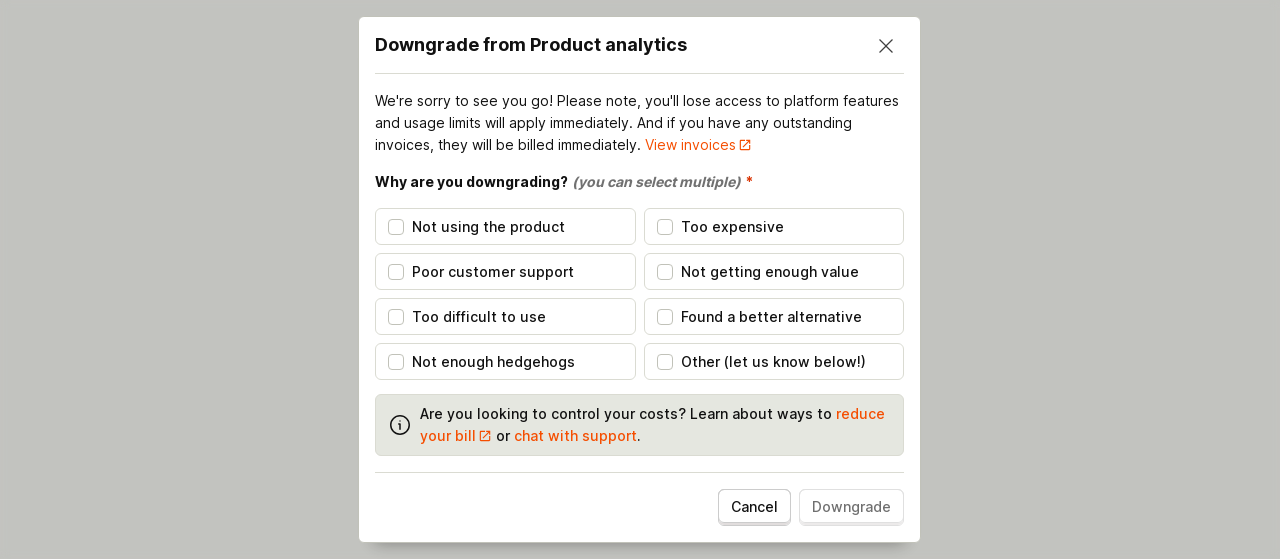 Downgrade from Product analytics
We're sorry to see you go! Please note, you'll lose access to platform features
and usage limits will apply immediately. And if you have any outstanding
invoices, they will be billed immediately. View invoices
Why are you downgrading? (you can select multiple) *
Not using the product
Too expensive
Poor customer support
Not getting enough value
Too difficult to use
Found a better alternative
Not enough hedgehogs
Other (let us know below!)
Are you looking to control your costs? Learn about ways to reduce
your bill or chat with support.
Cancel
Downgrade